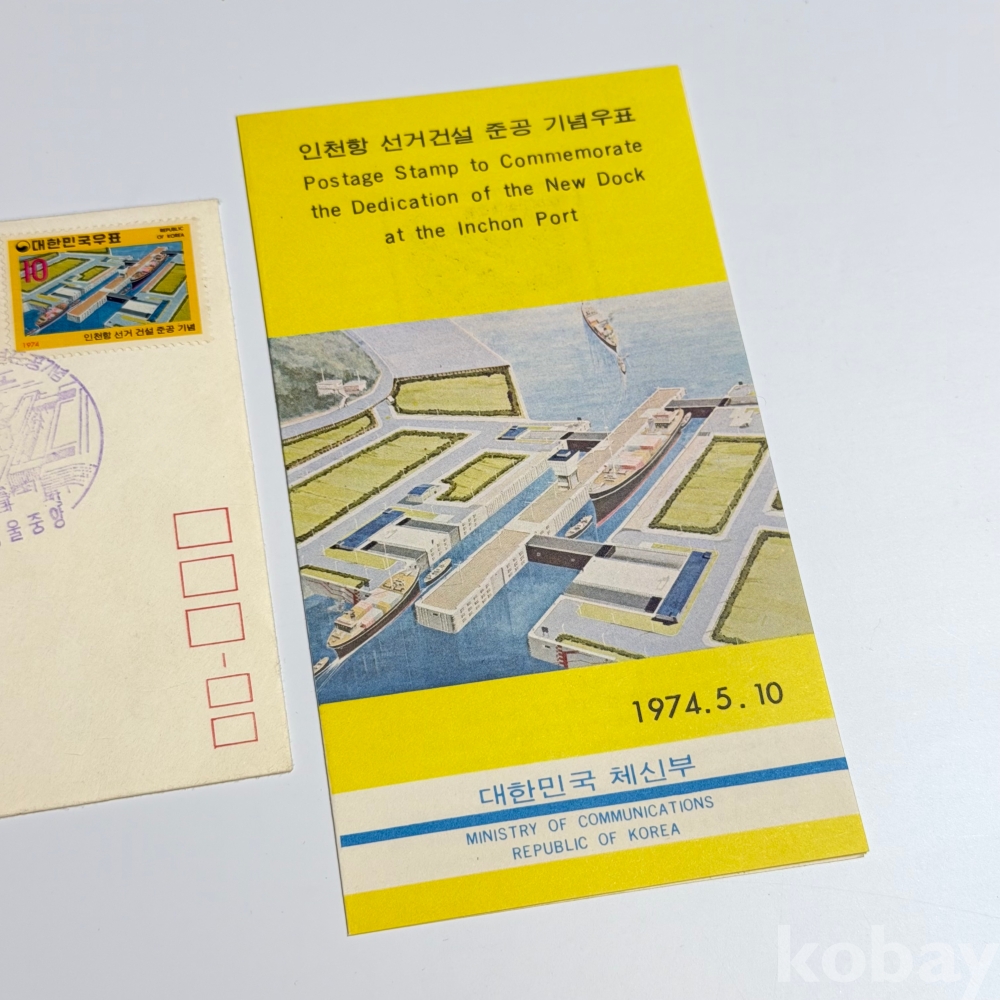 대한민국우표
REPUBLIC
OF KOREA
10
1974
인천항 선거 건설 준공 기념
인천항 선거건설 준공 기념우표
Postage Stamp to Commemorate
the Dedication of the New Dock
at the Inchon Port
1974.5.10
대한민국 체신부
MINISTRY OF COMMUNICATIONS
REPUBLIC OF KOREA
kobay